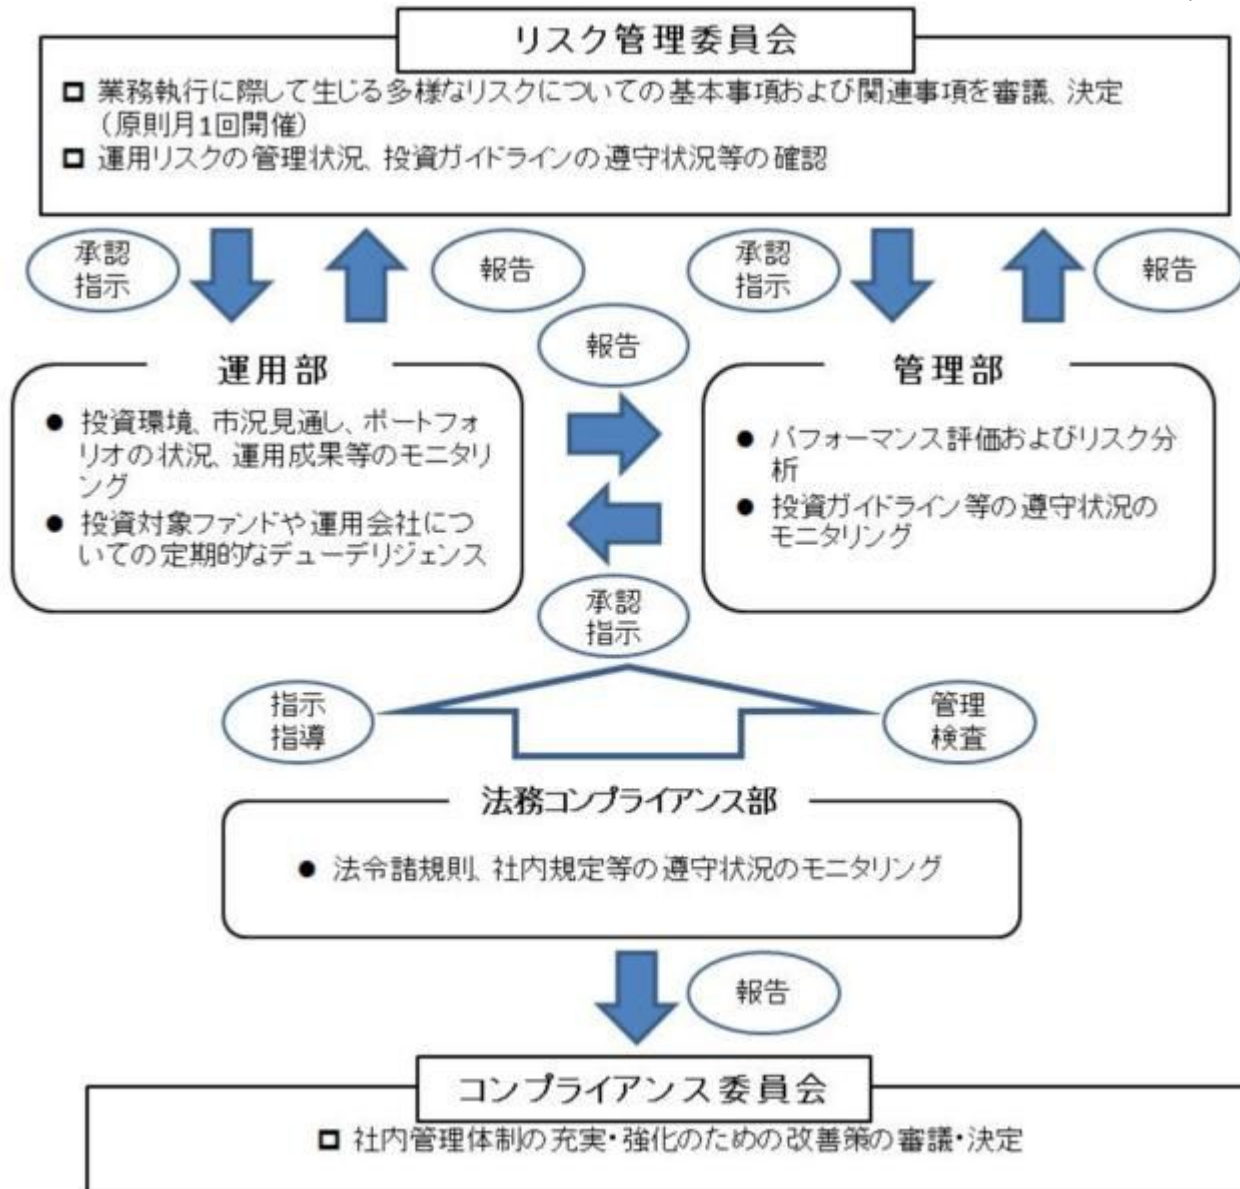 リスク管理委員会
業務執行に際して生じる多様なリスクについての基本事項および関連事項を審議、決定
（原則月1回開催）
運用リスクの管理状況、投資ガイドラインの遵守状況等の確認
承認
指示
報告
承認
指示
報告
報告
運用部
投資環境、市況見通し、ポートフォ
リオの状況、運用成果等のモニタリ
ング
投資対象ファンドや運用会社につ
いての定期的なデューデリジェンス
管理部
パフォーマンス評価およびリスク分
析
投資ガイドライン等の遵守状況の
モニタリング
承認
指示
指示
指導
管理
検査
法務コンプライアンス部
法令諸規則、社内規定等の遵守状況のモニタリング
報告
コンプライアンス委員会
社内管理体制の充実・強化のための改善策の審議・決定